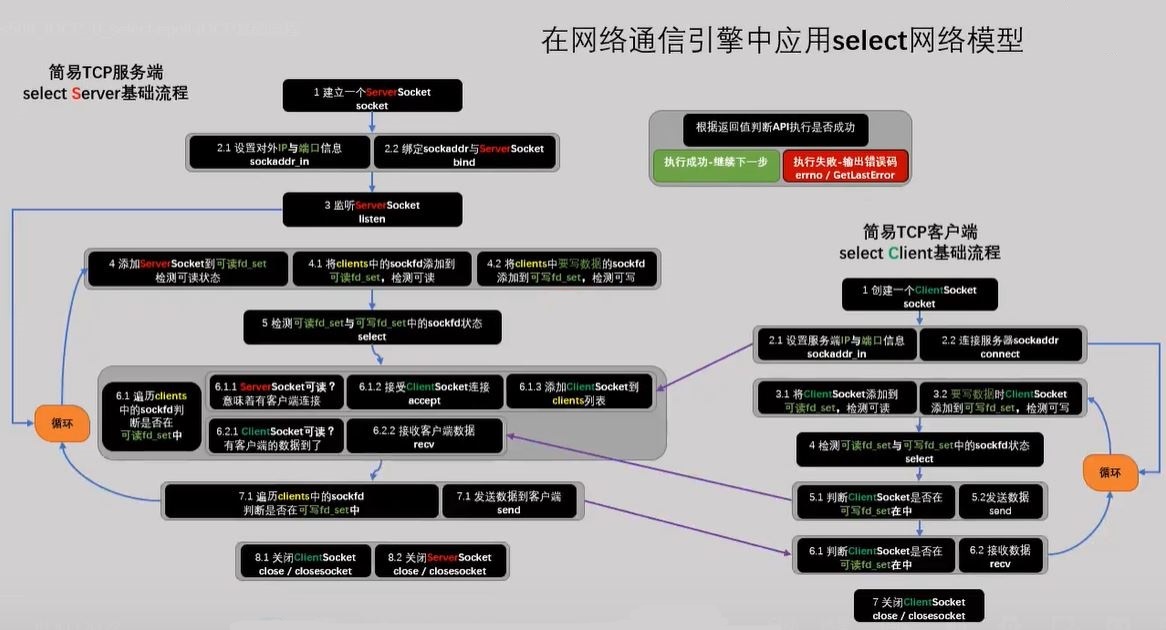 在网络通信引擎中应用select网络模型
简易TCP服务端
select Server基础流程
1 建立一个ServerSocket
socket
2.1 设置对外IP与端口信息
sockaddr_in
2.2 绑定sockaddr与ServerSocket
bind
3 监听ServerSocket
listen
4 添加ServerSocket到可读fd_set
检测可读状态
4.1 将clients中的sockfd添加到
可读fd_set，检测可读
4.2 将clients中要写数据的sockfd
添加到可写fd_set，检测可写
5 检测可读fd_set与可写fd_set中的sockfd状态
select
6.1 遍历clients
中的sockfd判
断是否在
可读fd_set中
6.1.1 ServerSocket可读？
意味着有客户端连接
6.1.2 接受ClientSocket连接
accept
6.1.3 添加ClientSocket到
clients列表
6.2.1 ClientSocket可读？
有客户端的数据到了
6.2.2 接收客户端数据
recv
循环
7.1 遍历clients中的sockfd
判断是否在可写fd_set中
7.1 发送数据到客户端
send
8.1 关闭ClientSocket
close / closesocket
8.2 关闭ServerSocket
close / closesocket
根据返回值判断API执行是否成功
执行成功-继续下一步
执行失败-输出错误码
errno / GetLastError
简易TCP客户端
select Client基础流程
1 创建一个ClientSocket
socket
2.1 设置服务端IP与端口信息
sockaddr_in
2.2 连接服务器sockaddr
connect
3.1 将ClientSocket添加到
可读fd_set，检测可读
3.2 要写数据时ClientSocket
添加到可写fd_set，检测可写
4 检测可读fd_set与可写fd_set中的sockfd状态
select
循环
5.1 判断ClientSocket是否在
可写fd_set在中
5.2发送数据
send
6.1 判断ClientSocket是否在
可读fd_set在中
6.2 接收数据
recv
7 关闭ClientSocket
close / closesocket